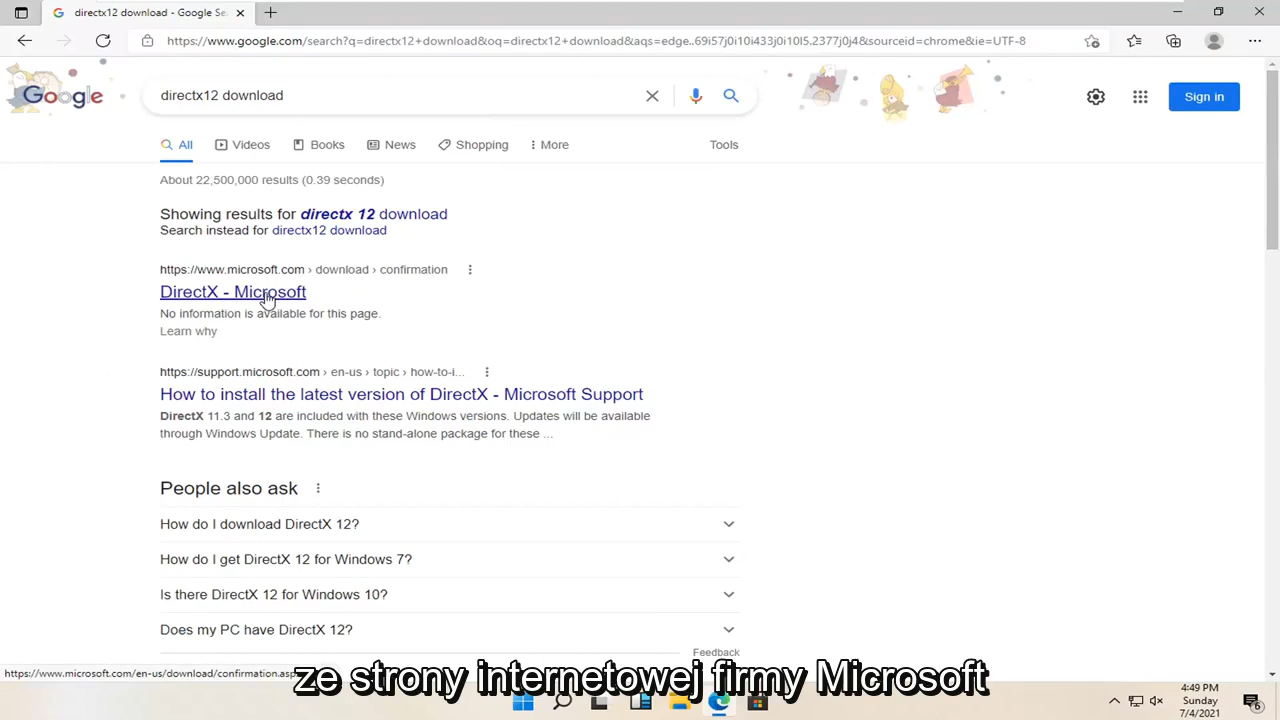 directx12 download - Google Se
https://www.google.com/search?q=directx12+download&oq=directx12+download&aqs=edge..69i57j0i10i433j0i10l5.2377j0j4&sourceid=chrome&ie=UTF-8
Google
directx12 download
Sign in
All
Videos
Books
News
Shopping
More
Tools
About 22,500,000 results (0.39 seconds)
Showing results for directx 12 download
Search instead for directx12 download
https://www.microsoft.com › download › confirmation
DirectX - Microsoft
No information is available for this page.
Learn why
https://support.microsoft.com › en-us › topic › how-to-i...
How to install the latest version of DirectX - Microsoft Support
DirectX 11.3 and 12 are included with these Windows versions. Updates will be available
through Windows Update. There is no stand-alone package for these ...
People also ask
How do I download DirectX 12?
How do I get DirectX 12 for Windows 7?
Is there DirectX 12 for Windows 10?
Does my PC have DirectX 12?
Feedback
https://www.microsoft.com/en-us/download/confirmation.asp
ze strony internetowej firmy Microsoft
4:49 PM
Sunday
7/4/2021
6